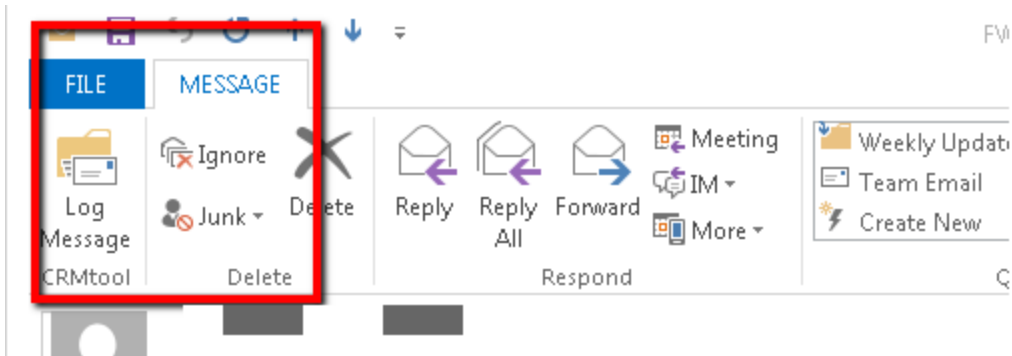 FILE MESSAGE
Log Message
CRMtool
Ignore
Junk
Delete
Delete
Reply
Reply All
Forward
Meeting
IM
More
Respond
Weekly
Team Email
Create New